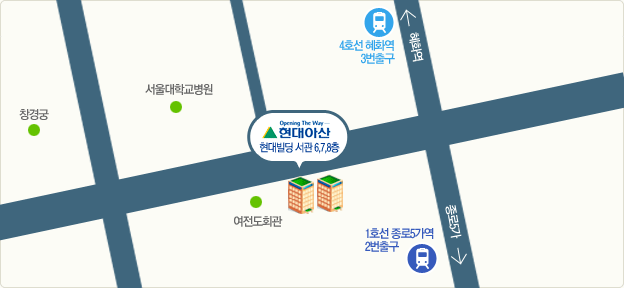 4호선 혜화역
3번출구
혜화역
서울대학교병원
창경궁
Opening The Way
현대아산
현대빌딩 서관 6,7,8층
여전도회관
종로5가
1호선 종로5가역
2번출구